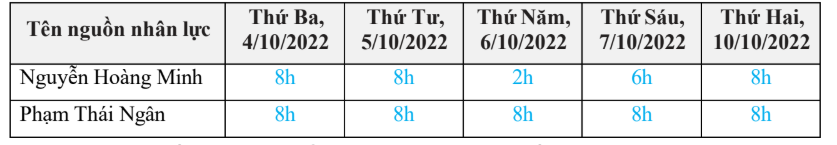 Tên nguồn nhân lực | Thứ Ba, 4/10/2022 | Thứ Tư, 5/10/2022 | Thứ Năm, 6/10/2022 | Thứ Sáu, 7/10/2022 | Thứ Hai, 10/10/2022
Nguyễn Hoàng Minh | 8h | 8h | 2h | 6h | 8h
Phạm Thái Ngân | 8h | 8h | 8h | 8h | 8h